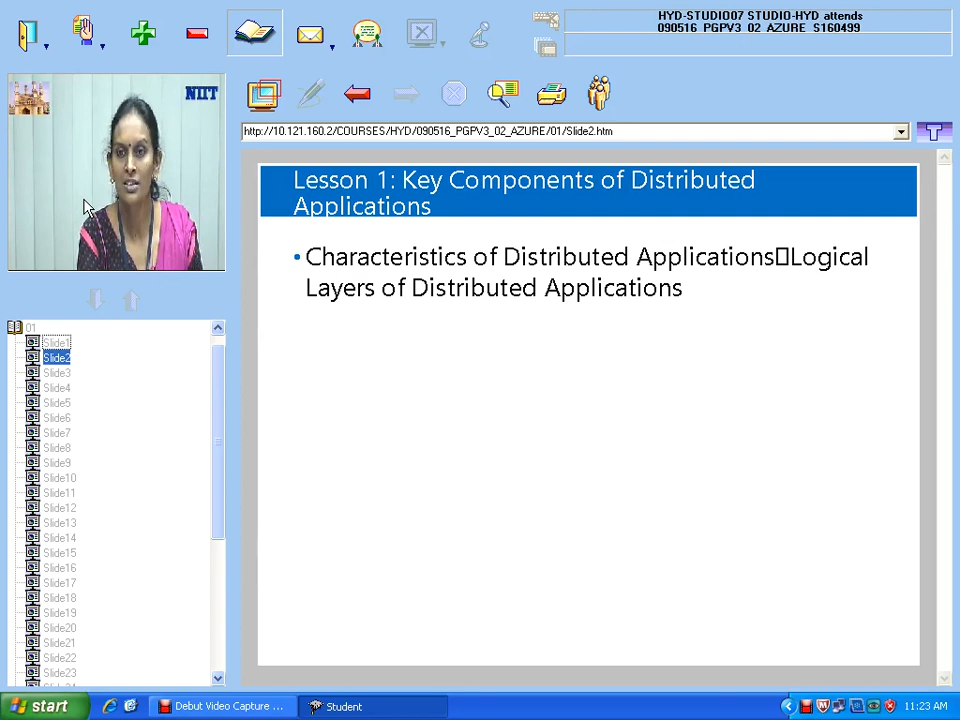 HYD-STUDIO07 STUDIO-HYD attends
090516_PGPV3_02_AZURE_S160499
NIIT
http://10.121.160.2/COURSES/HYD/090516_PGPV3_02_AZURE/01/Slide2.htm
T
Lesson 1: Key Components of Distributed
Applications
• Characteristics of Distributed Applications▯Logical
Layers of Distributed Applications
01
Slide1
Slide2
Slide3
Slide4
Slide5
Slide6
Slide7
Slide8
Slide9
Slide10
Slide11
Slide12
Slide13
Slide14
Slide15
Slide16
Slide17
Slide18
Slide19
Slide20
Slide21
Slide22
Slide23
start
Debut Video Capture ...
Student
11:23 AM